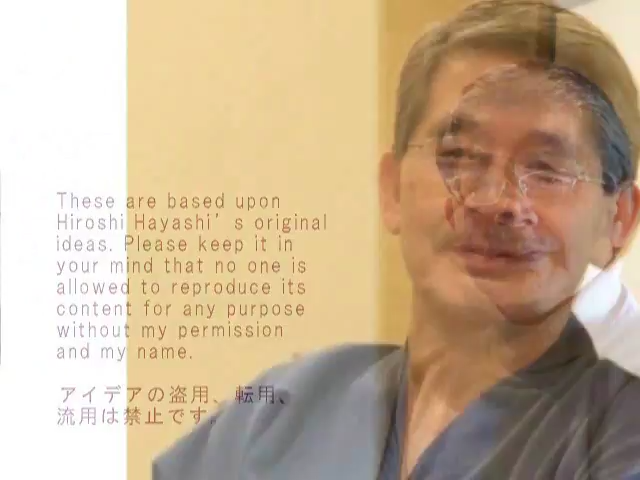 These are based upon
Hiroshi Hayashi's original
ideas. Please keep it in
your mind that no one is
allowed to reproduce its
content for any purpose
without my permission
and my name.
アイデアの盗用、転用、
流用は禁止です。